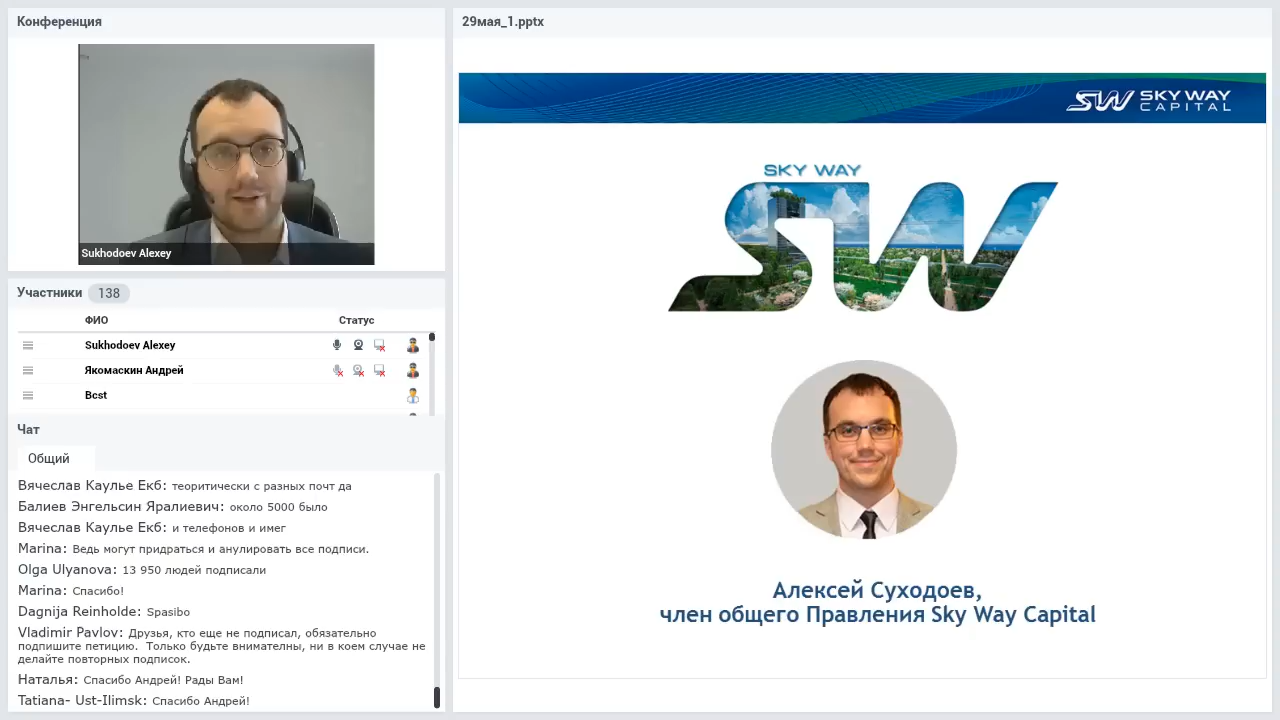 Конференция
Sukhodoev Alexey
Участники 138
ФИО Статус
Sukhodoev Alexey
Якомаскин Андрей
Bcst
Чат
Общий
Вячеслав Каулье Екб: теоритически с разных почт да
Балиев Энгельсин Яралиевич: около 5000 было
Вячеслав Каулье Екб: и телефонов и имег
Marina: Ведь могут придраться и анулировать все подписи.
Olga Ulyanova: 13 950 людей подписали
Marina: Спасибо!
Dagnija Reinholde: Spasibo
Vladimir Pavlov: Друзья, кто еще не подписал, обязательно
подпишите петицию. Только будьте внимателны, ни в коем случае не
делайте повторных подписок.
Наталья: Спасибо Андрей! Рады Вам!
Tatiana- Ust-Ilimsk: Спасибо Андрей!
29мая_1.pptx
SW SKY WAY
CAPITAL
SKY WAY
SW
Алексей Суходоев,
член общего Правления Sky Way Capital